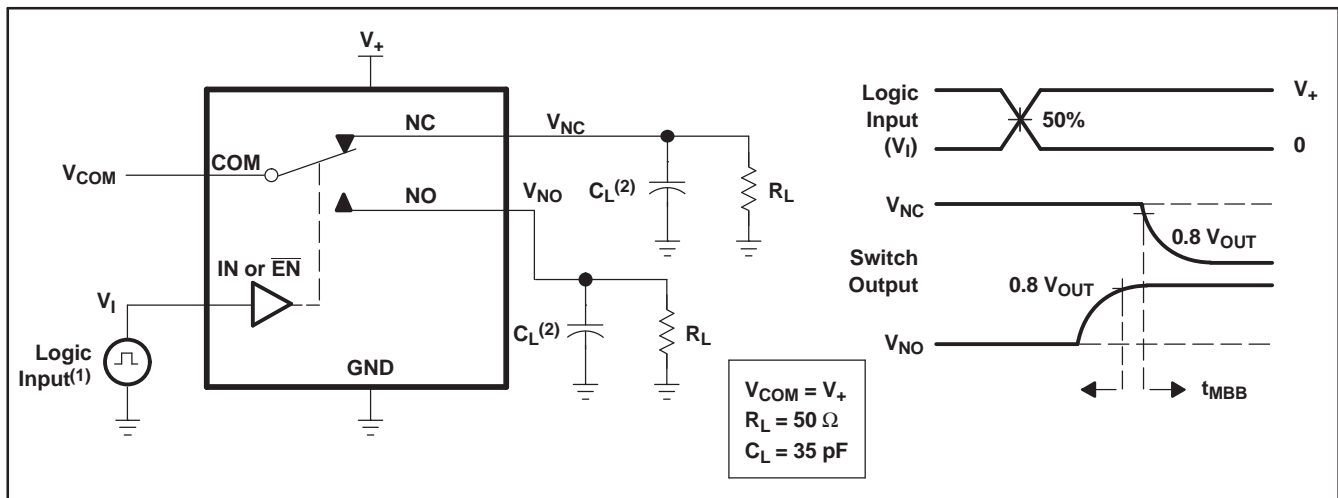 V+
NC
VNC
COM
VCOM
NO
VNO
CL(2)
RL
IN or E̅N̅
VI
CL(2)
RL
Logic
Input(1)
GND
VCOM = V+
RL = 50 Ω
CL = 35 pF
Logic
Input
(VI)
50%
V+
0
VNC
0.8 VOUT
Switch
Output
0.8 VOUT
VNO
tMBB